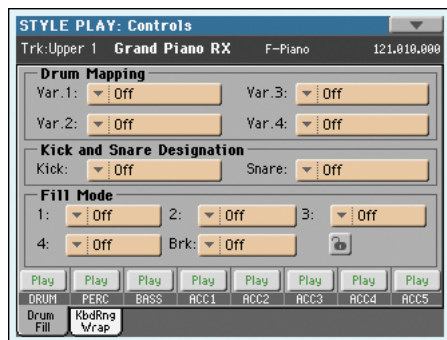 STYLE PLAY: Controls
Trk:Upper 1 Grand Piano RX F-Piano 121.010.000
Drum Mapping
Var.1: Off Var.3: Off
Var.2: Off Var.4: Off
Kick and Snare Designation
Kick: Off Snare: Off
Fill Mode
1: Off 2: Off 3: Off
4: Off Brk: Off
Play Play Play Play Play Play Play Play
DRUM PERC BASS ACC1 ACC2 ACC3 ACC4 ACC5
Drum KbdRng
Fill Wrap